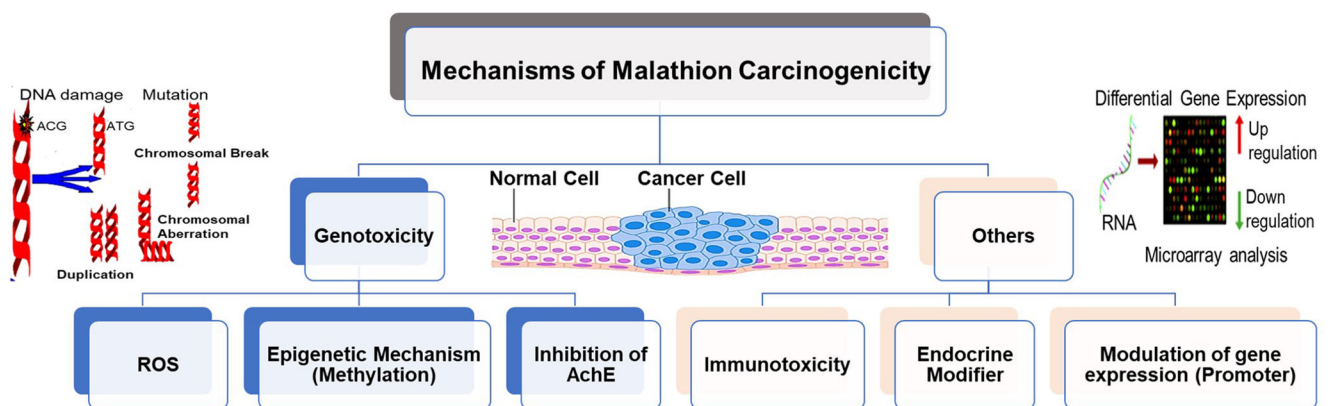 Mechanisms of Malathion Carcinogenicity
DNA damage
Mutation
ACG
ATG
Chromosomal Break
Chromosomal
Aberration
Duplication
Normal Cell
Cancer Cell
Differential Gene Expression
Up
regulation
Down
regulation
RNA
Microarray analysis
Genotoxicity
Others
ROS
Epigenetic Mechanism
(Methylation)
Inhibition of
AchE
Immunotoxicity
Endocrine
Modifier
Modulation of gene
expression (Promoter)